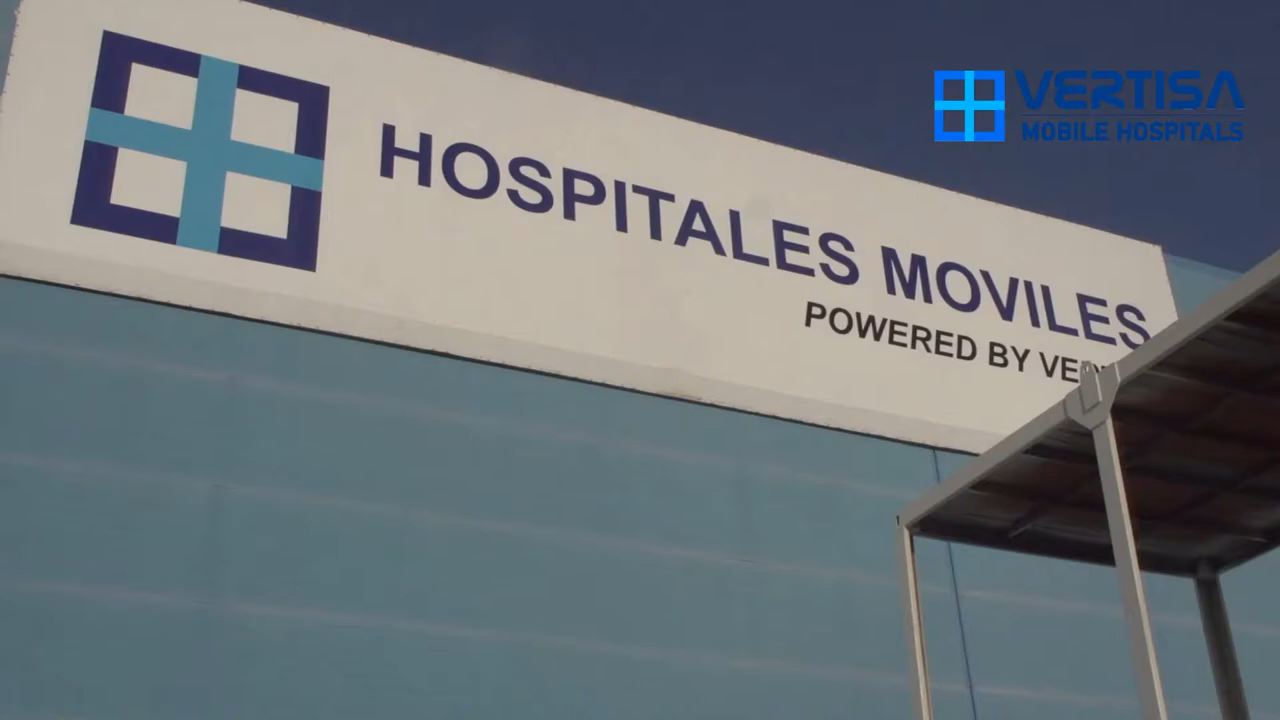 HOSPITALES MOVILES
POWERED BY
VERTISA
MOBILE HOSPITALS